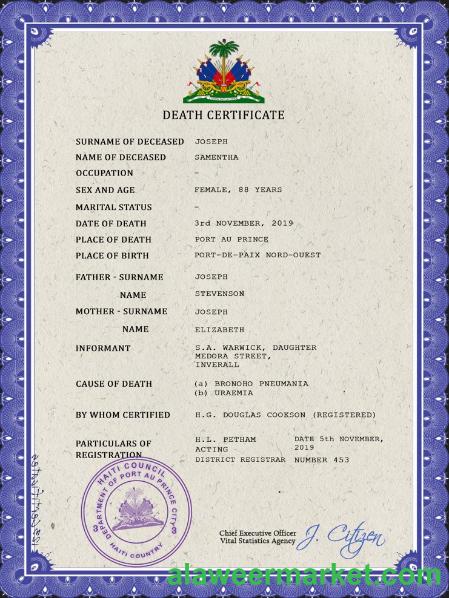 DEATH CERTIFICATE
SURNAME OF DECEASED JOSEPH
NAME OF DECEASED SAMENTHA
OCCUPATION –
SEX AND AGE FEMALE, 88 YEARS
MARITAL STATUS –
DATE OF DEATH 3rd NOVEMBER, 2019
PLACE OF DEATH PORT AU PRINCE
PLACE OF BIRTH PORT-DE-PAIX NORD-OUEST
FATHER - SURNAME JOSEPH
NAME STEVENSON
MOTHER - SURNAME JOSEPH
NAME ELIZABETH
INFORMANT S.A. WARWICK, DAUGHTER
MEDORA STREET,
INVERALL
CAUSE OF DEATH (a) BRONOHO PNEUMANIA
(b) URAEMIA
BY WHOM CERTIFIED H.G. DOUGLAS COOKSON (REGISTERED)
PARTICULARS OF REGISTRATION
H.L. PETHAM DATE 5th NOVEMBER,
ACTING 2019
DISTRICT REGISTRAR NUMBER 453
HAITI COUNCIL
DEPARTMENT OF PORT AU PRINCE CITY
HAITI COUNTRY
Chief Executive Officer
Vital Statistics Agency
J. Citizen
alaweermarket.com